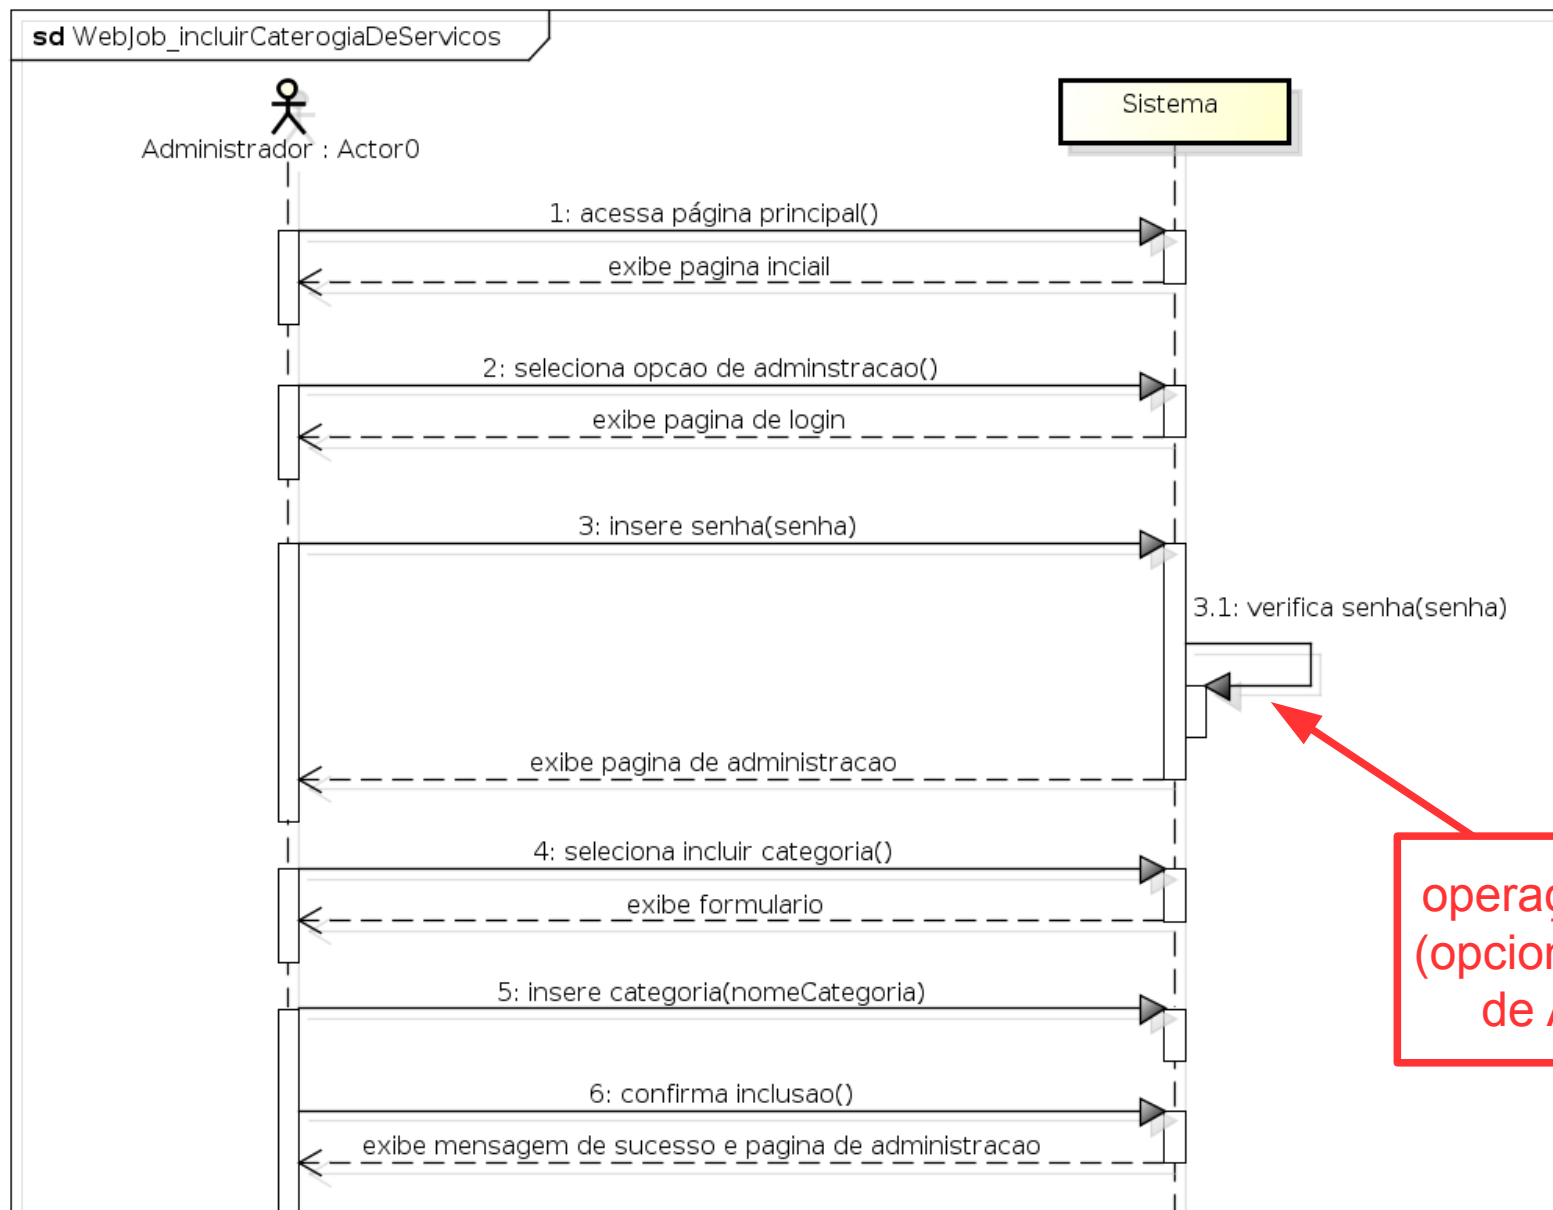 sd WebJob_incluirCaterogiaDeServicos
Administrador : Actor0
Sistema
1: acessa página principal()
exibe pagina inciail
2: seleciona opcao de adminstracao()
exibe pagina de login
3: insere senha(senha)
3.1: verifica senha(senha)
exibe pagina de administracao
4: seleciona incluir categoria()
exibe formulario
5: insere categoria(nomeCategoria)
6: confirma inclusao()
exibe mensagem de sucesso e pagina de administracao
de